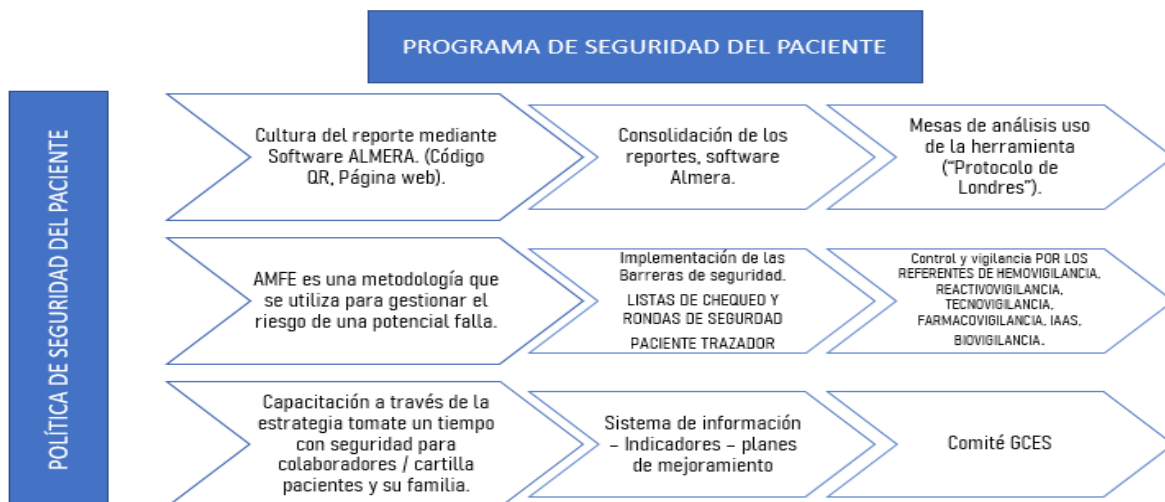 PROGRAMA DE SEGURIDAD DEL PACIENTE
POLÍTICA DE SEGURIDAD DEL PACIENTE
Cultura del reporte mediante
Software ALMERA. (Código
QR, Página web).
Consolidación de los
reportes, software
Almera.
Mesas de análisis uso
de la herramienta
("Protocolo de
Londres").
AMFE es una metodología que
se utiliza para gestionar el
riesgo de una potencial falla.
Implementación de las
Barreras de seguridad.
LISTAS DE CHEQUEO Y
RONDAS DE SEGURDAD
PACIENTE TRAZADOR
Control y vigilancia POR LOS
REFERENTES DE HEMOVIGILANCIA,
REACTIVOVIGILANCIA,
TECNOVIGILANCIA,
FARMACOVIGILANCIA, IAAS,
BIOVIGILANCIA.
Capacitación a través de la
estrategia tomate un tiempo
con seguridad para
colaboradores / cartilla
pacientes y su familia.
Sistema de información
– Indicadores – planes
de mejoramiento
Comité GCES